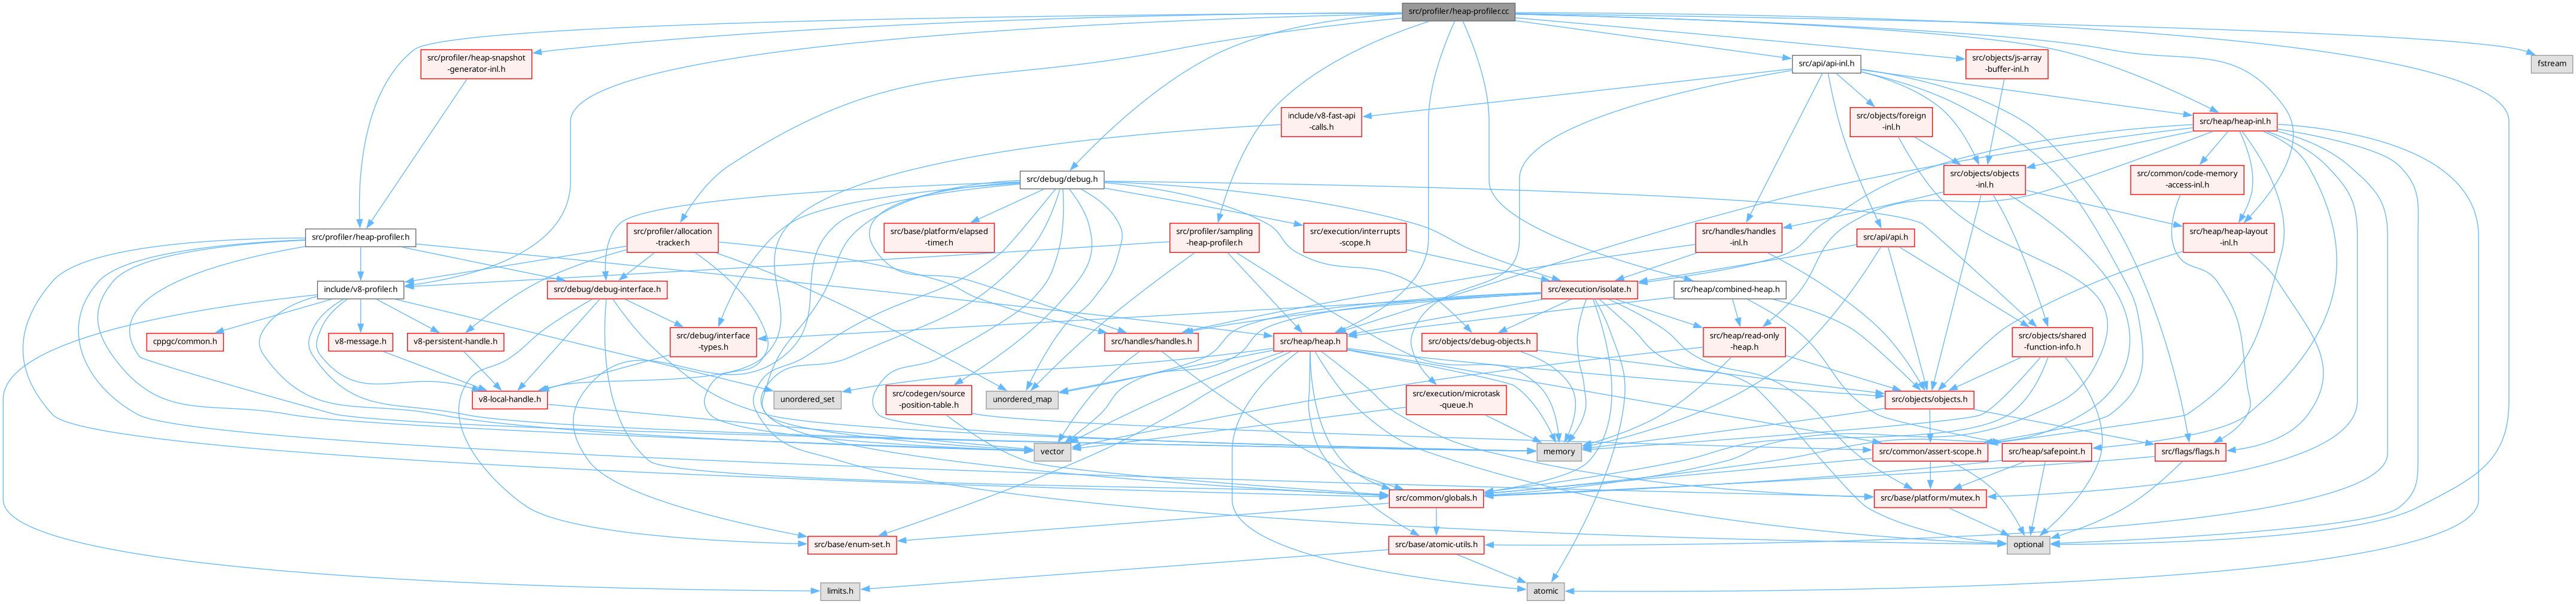 src/profiler/heap-profiler.cc
src/profiler/heap-snapshot
-generator-inl.h
src/api/api-inl.h
src/objects/js-array
-buffer-inl.h
fstream
include/v8-fast-api
-calls.h
src/objects/foreign
-inl.h
src/heap/heap-inl.h
src/debug/debug.h
src/objects/objects
-inl.h
src/common/code-memory
-access-inl.h
src/profiler/heap-profiler.h
src/profiler/allocation
-tracker.h
src/base/platform/elapsed
-timer.h
src/profiler/sampling
-heap-profiler.h
src/execution/interrupts
-scope.h
src/handles/handles
-inl.h
src/api/api.h
src/heap/heap-layout
-inl.h
include/v8-profiler.h
src/debug/debug-interface.h
src/execution/isolate.h
src/heap/combined-heap.h
cppgc/common.h
v8-message.h
v8-persistent-handle.h
src/debug/interface
-types.h
src/handles/handles.h
src/heap/heap.h
src/objects/debug-objects.h
src/heap/read-only
-heap.h
src/objects/shared
-function-info.h
v8-local-handle.h
unordered_set
src/codegen/source
-position-table.h
unordered_map
src/execution/microtask
-queue.h
src/objects/objects.h
vector
memory
src/common/assert-scope.h
src/heap/safepoint.h
src/flags/flags.h
src/common/globals.h
src/base/platform/mutex.h
src/base/enum-set.h
src/base/atomic-utils.h
optional
limits.h
atomic